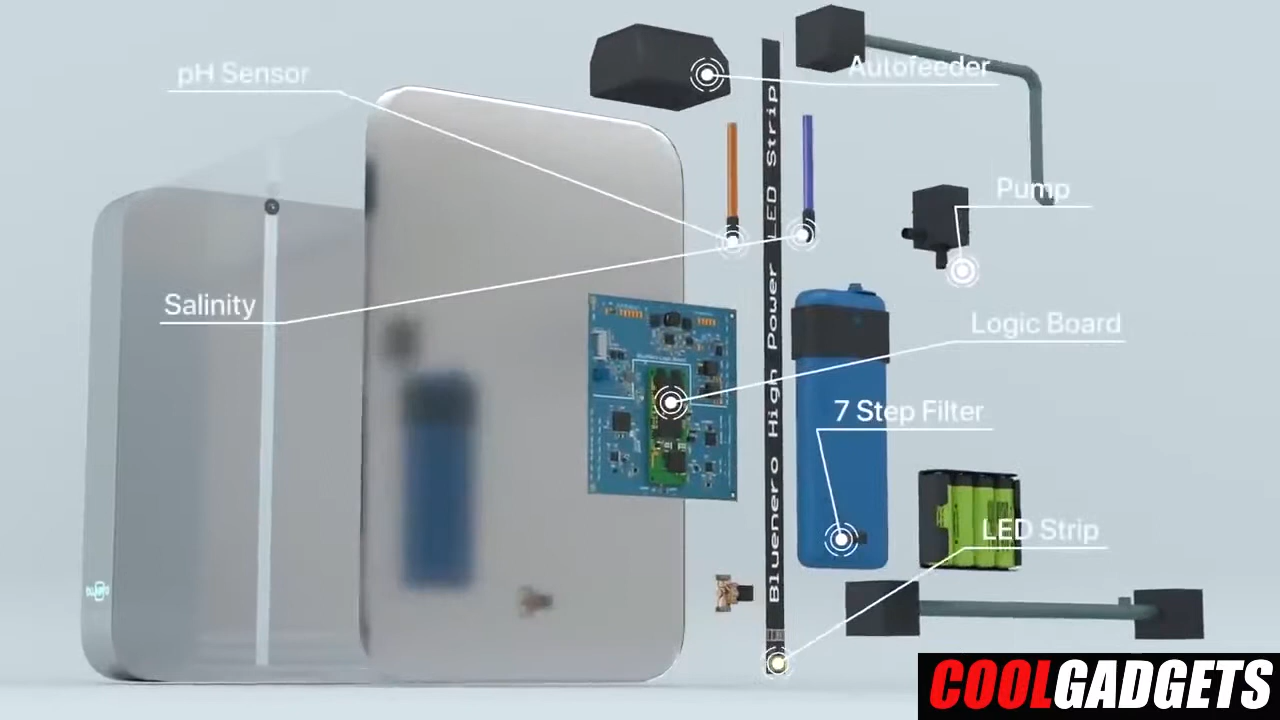 pH Sensor
Autofeeder
Pump
Salinity
Logic Board
7 Step Filter
LED Strip
Bluenero High Power LED Strip
COOLGADGETS